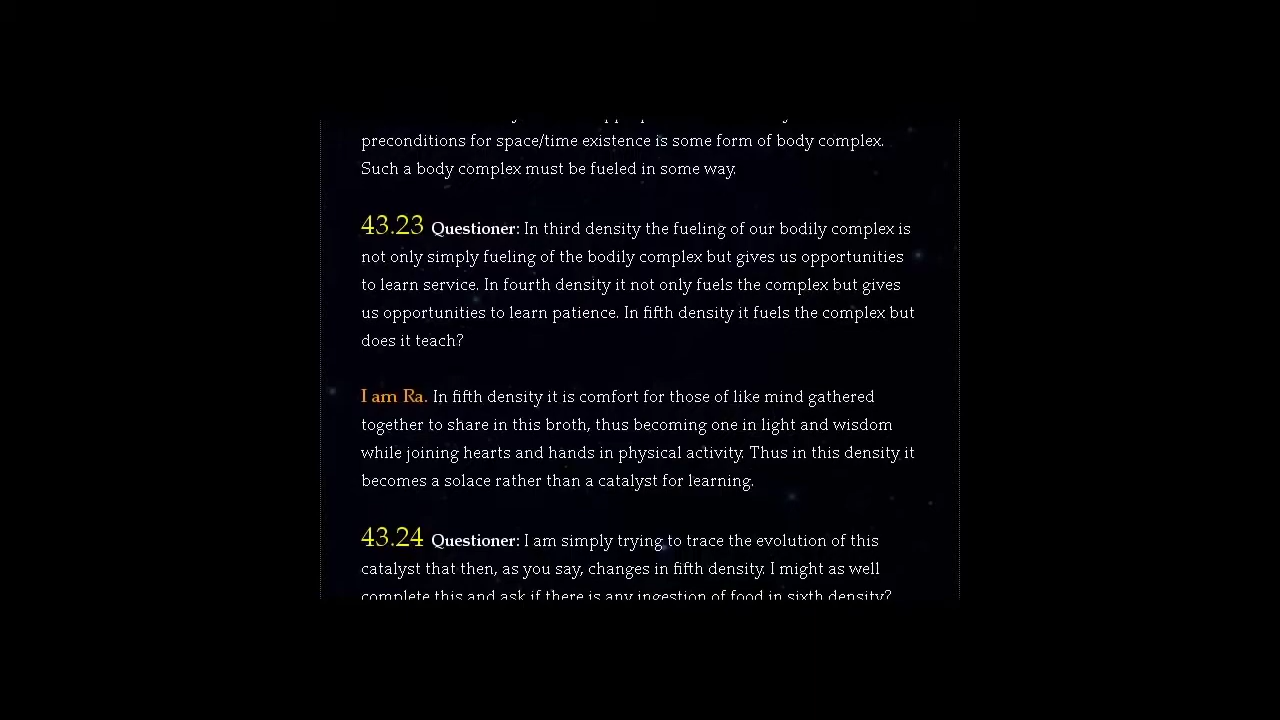 preconditions for space/time existence is some form of body complex.
Such a body complex must be fueled in some way.
43.23 Questioner: In third density the fueling of our bodily complex is
not only simply fueling of the bodily complex but gives us opportunities
to learn service. In fourth density it not only fuels the complex but gives
us opportunities to learn patience. In fifth density it fuels the complex but
does it teach?
I am Ra. In fifth density it is comfort for those of like mind gathered
together to share in this broth, thus becoming one in light and wisdom
while joining hearts and hands in physical activity. Thus in this density it
becomes a solace rather than a catalyst for learning.
43.24 Questioner: I am simply trying to trace the evolution of this
catalyst that then, as you say, changes in fifth density. I might as well
complete this and ask if there is any ingestion of food in sixth density?